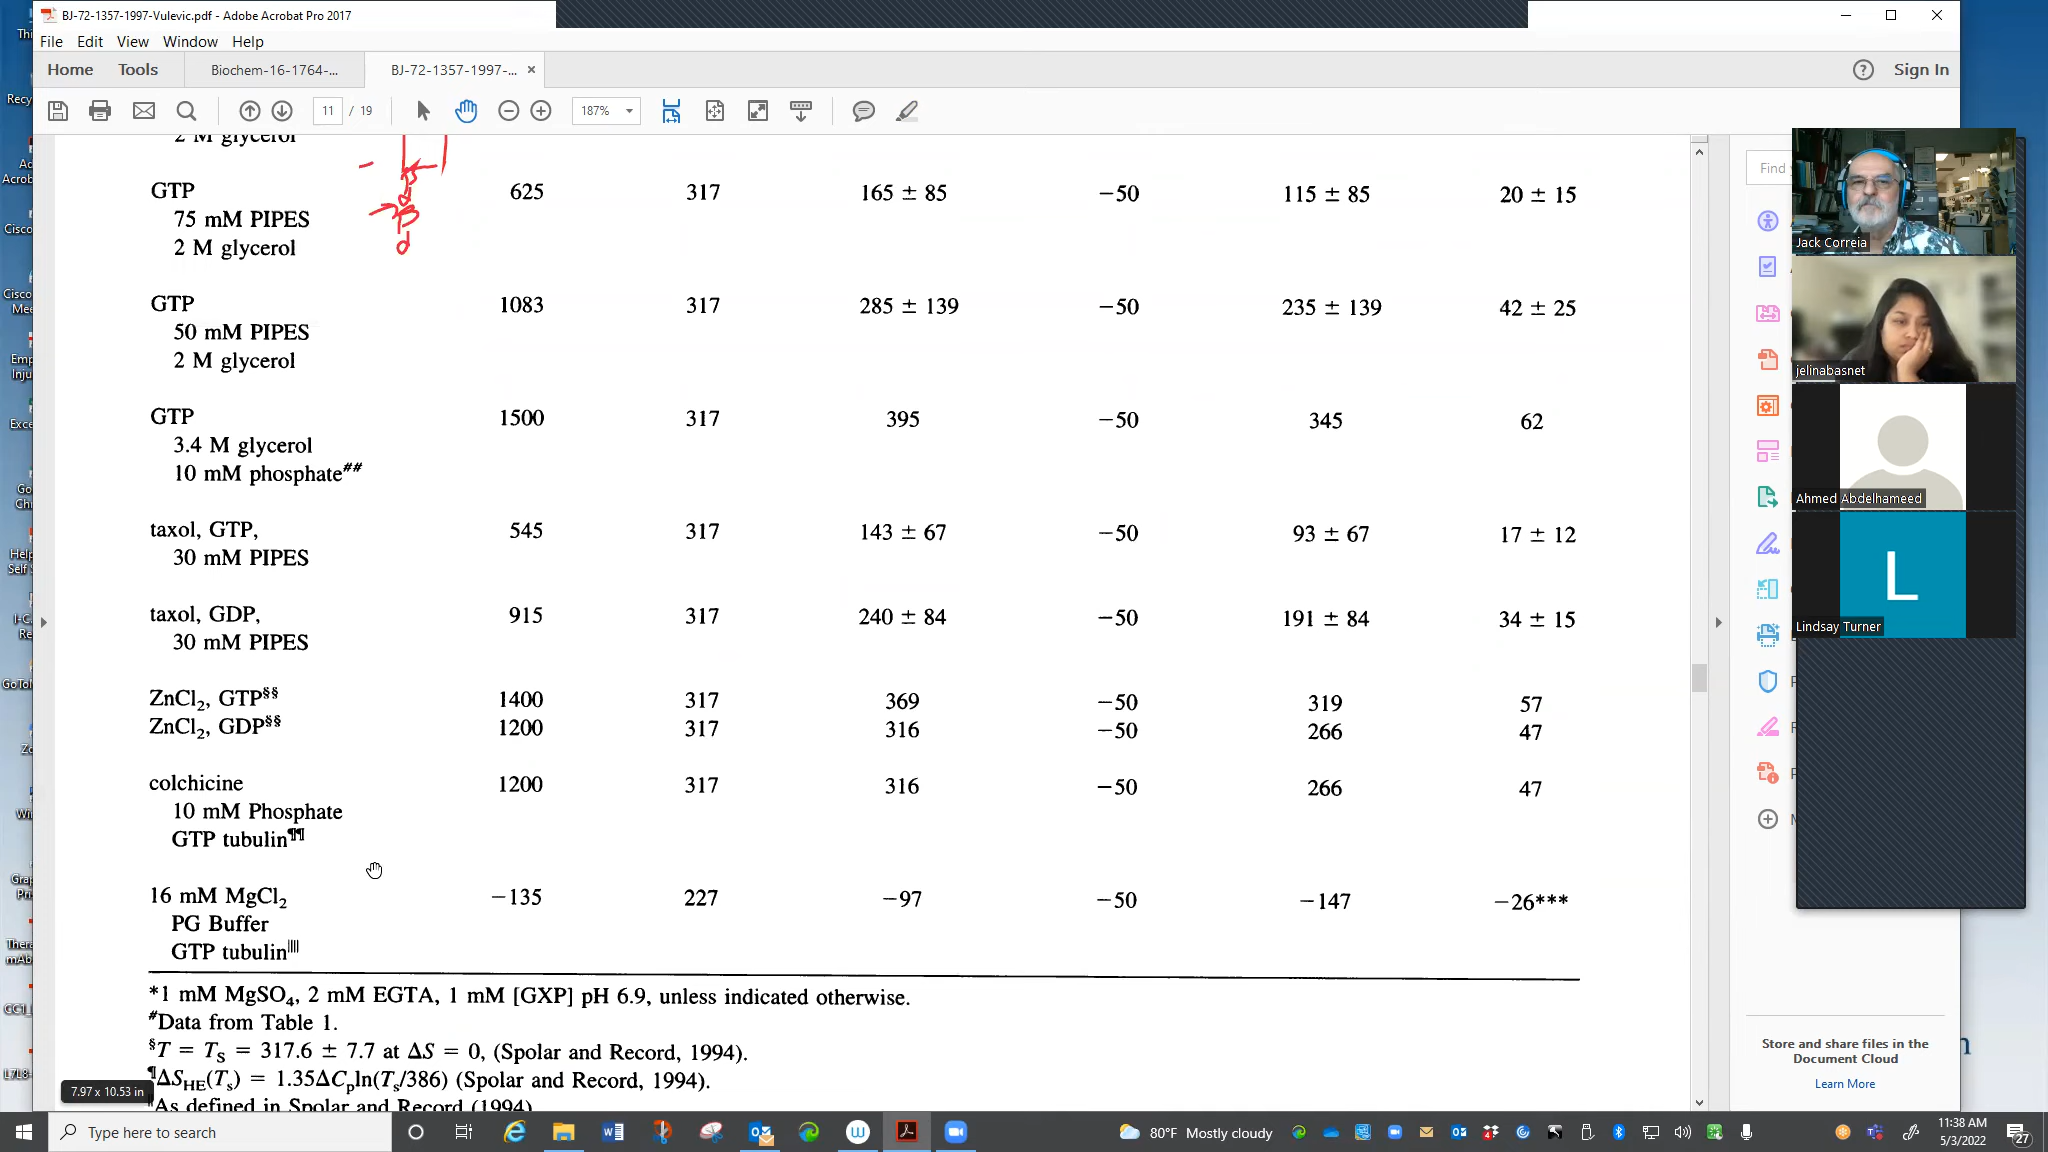 BJ-72-1357-1997-Vulevic.pdf - Adobe Acrobat Pro 2017
File Edit View Window Help
Home Tools Biochem-16-1764-... BJ-72-1357-1997-... × Sign In
11 / 19 187%
2 M glycerol
GTP 625 317 165 ± 85 −50 115 ± 85 20 ± 15
75 mM PIPES
2 M glycerol
GTP 1083 317 285 ± 139 −50 235 ± 139 42 ± 25
50 mM PIPES
2 M glycerol
GTP 1500 317 395 −50 345 62
3.4 M glycerol
10 mM phosphate##
taxol, GTP, 545 317 143 ± 67 −50 93 ± 67 17 ± 12
30 mM PIPES
taxol, GDP, 915 317 240 ± 84 −50 191 ± 84 34 ± 15
30 mM PIPES
ZnCl2, GTP§§ 1400 317 369 −50 319 57
ZnCl2, GDP§§ 1200 317 316 −50 266 47
colchicine 1200 317 316 −50 266 47
10 mM Phosphate
GTP tubulin¶¶
16 mM MgCl2 −135 227 −97 −50 −147 −26***
PG Buffer
GTP tubulin‖‖
*1 mM MgSO4, 2 mM EGTA, 1 mM [GXP] pH 6.9, unless indicated otherwise.
#Data from Table 1.
§T = TS = 317.6 ± 7.7 at ΔS = 0, (Spolar and Record, 1994).
¶ΔSHE(Ts) = 1.35ΔCpln(Ts/386) (Spolar and Record, 1994).
As defined in Spolar and Record (1994)
7.97 x 10.53 in
Jack Correia
jelinabasnet
Ahmed Abdelhameed
L
Lindsay Turner
Find
Store and share files in the
Document Cloud
Learn More
Type here to search
80°F Mostly cloudy
11:38 AM
5/3/2022
27